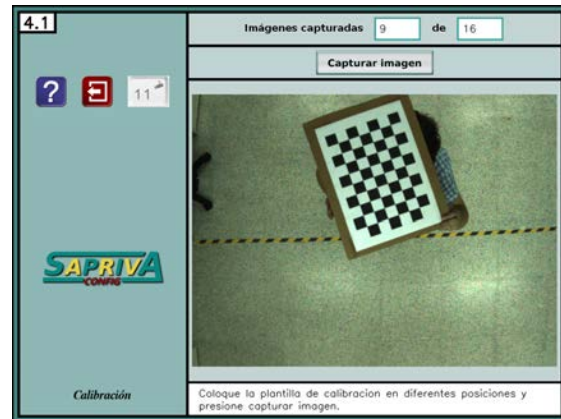 4.1
Imágenes capturadas 9 de 16
Capturar imagen
?
11
SAPRIVA
CONFIG
Calibración
Coloque la plantilla de calibracion en diferentes posiciones y
presione capturar imagen.